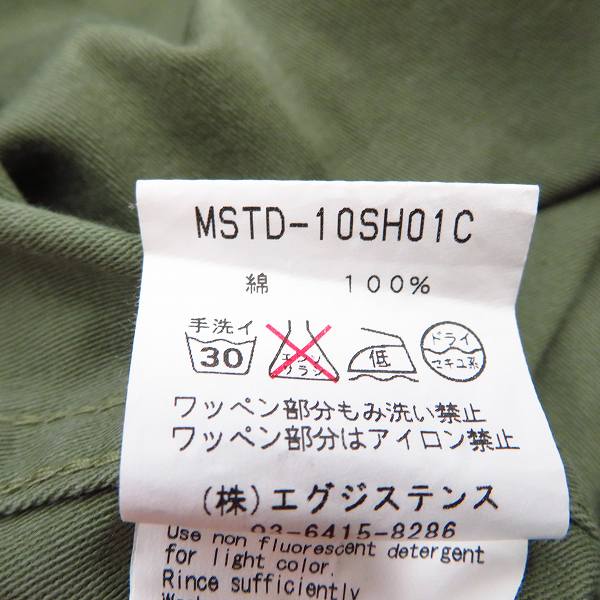 MSTD-10SH01C
綿 100%
手洗イ
30
エンソ
サラシ
低
ドライ
セキユ系
ワッペン部分もみ洗い禁止
ワッペン部分はアイロン禁止
(株)エグジステンス
03-6415-8286
Use non fluorescent detergent
for light color.
Rince sufficiently